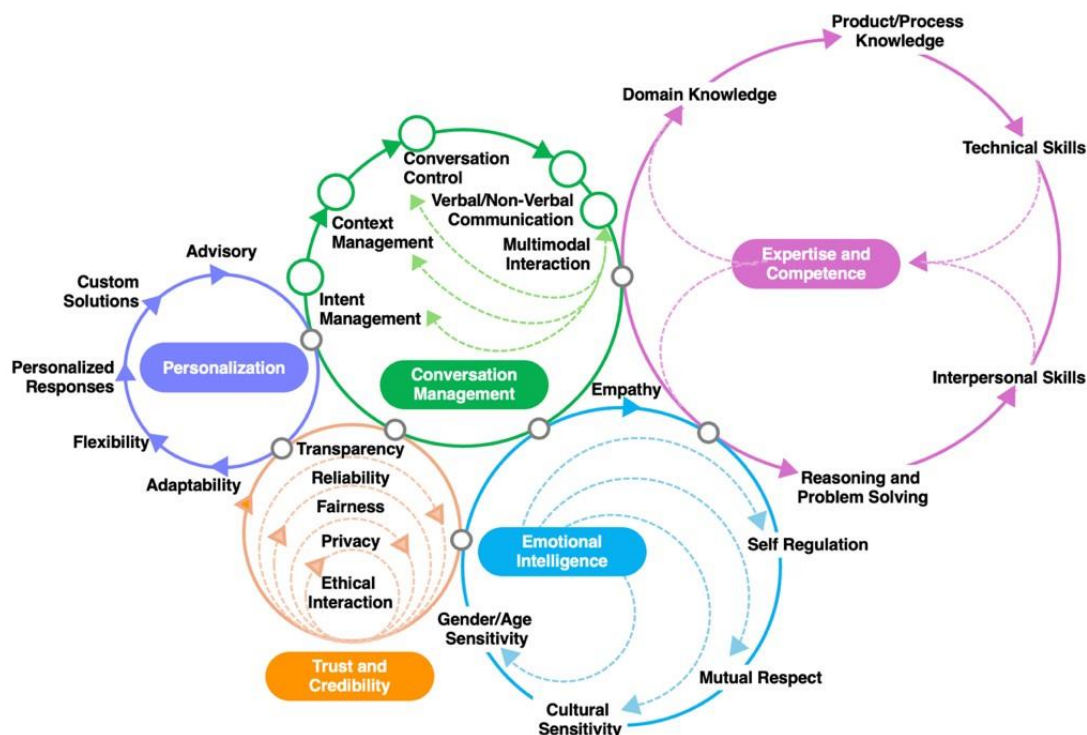 Product/Process
Knowledge
Domain Knowledge
Technical Skills
Conversation
Control
Verbal/Non-Verbal
Communication
Context
Management
Multimodal
Interaction
Expertise and
Competence
Advisory
Custom
Solutions
Intent
Management
Personalized
Responses
Personalization
Conversation
Management
Empathy
Interpersonal Skills
Flexibility
Adaptability
Transparency
Reliability
Fairness
Privacy
Ethical
Interaction
Reasoning and
Problem Solving
Emotional
Intelligence
Self Regulation
Gender/Age
Sensitivity
Trust and
Credibility
Mutual Respect
Cultural
Sensitivity